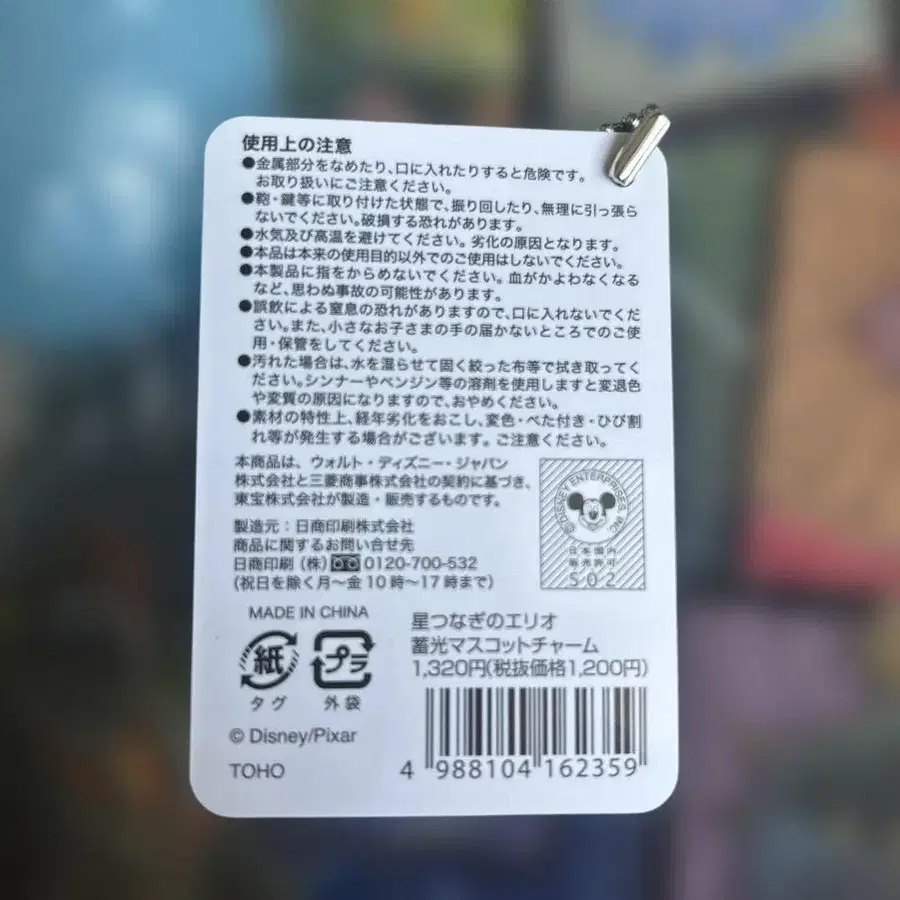 使用上の注意
●金属部分をなめたり、口に入れたりすると危険です。
お取り扱いにご注意ください。
●鞄・鍵等に取り付けた状態で、振り回したり、無理に引っ張ら
ないでください。破損する恐れがあります。
●水気及び高温を避けてください。劣化の原因となります。
●本品は本来の使用目的以外でのご使用はしないでください。
●本製品に指をからめないでください。血がかよわなくなる
など、思わぬ事故の可能性があります。
●誤飲による窒息の恐れがありますので、口に入れないでくだ
さい。また、小さなお子さまの手の届かないところでのご使
用・保管をしてください。
●汚れた場合は、水を湿らせて固く絞った布等で拭き取ってく
ださい。シンナーやベンジン等の溶剤を使用しますと変退色
や変質の原因になりますので、おやめください。
●素材の特性上、経年劣化をおこし、変色・べた付き・ひび割
れ等が発生する場合がございます。ご注意ください。
本商品は、ウォルト・ディズニー・ジャパン
株式会社と三菱商事株式会社の契約に基づき、
東宝株式会社が製造・販売するものです。
©DISNEY ENTERPRISES, INC
日本国内
販売許可
502
製造元：日商印刷株式会社
商品に関するお問い合せ先
日商印刷（株）0120-700-532
(祝日を除く月～金10時～17時まで)
MADE IN CHINA
紙
タグ
プラ
外袋
星つなぎのエリオ
蓄光マスコットチャーム
1,320円(税抜価格1,200円)
© Disney/Pixar
TOHO
4 988104 162359